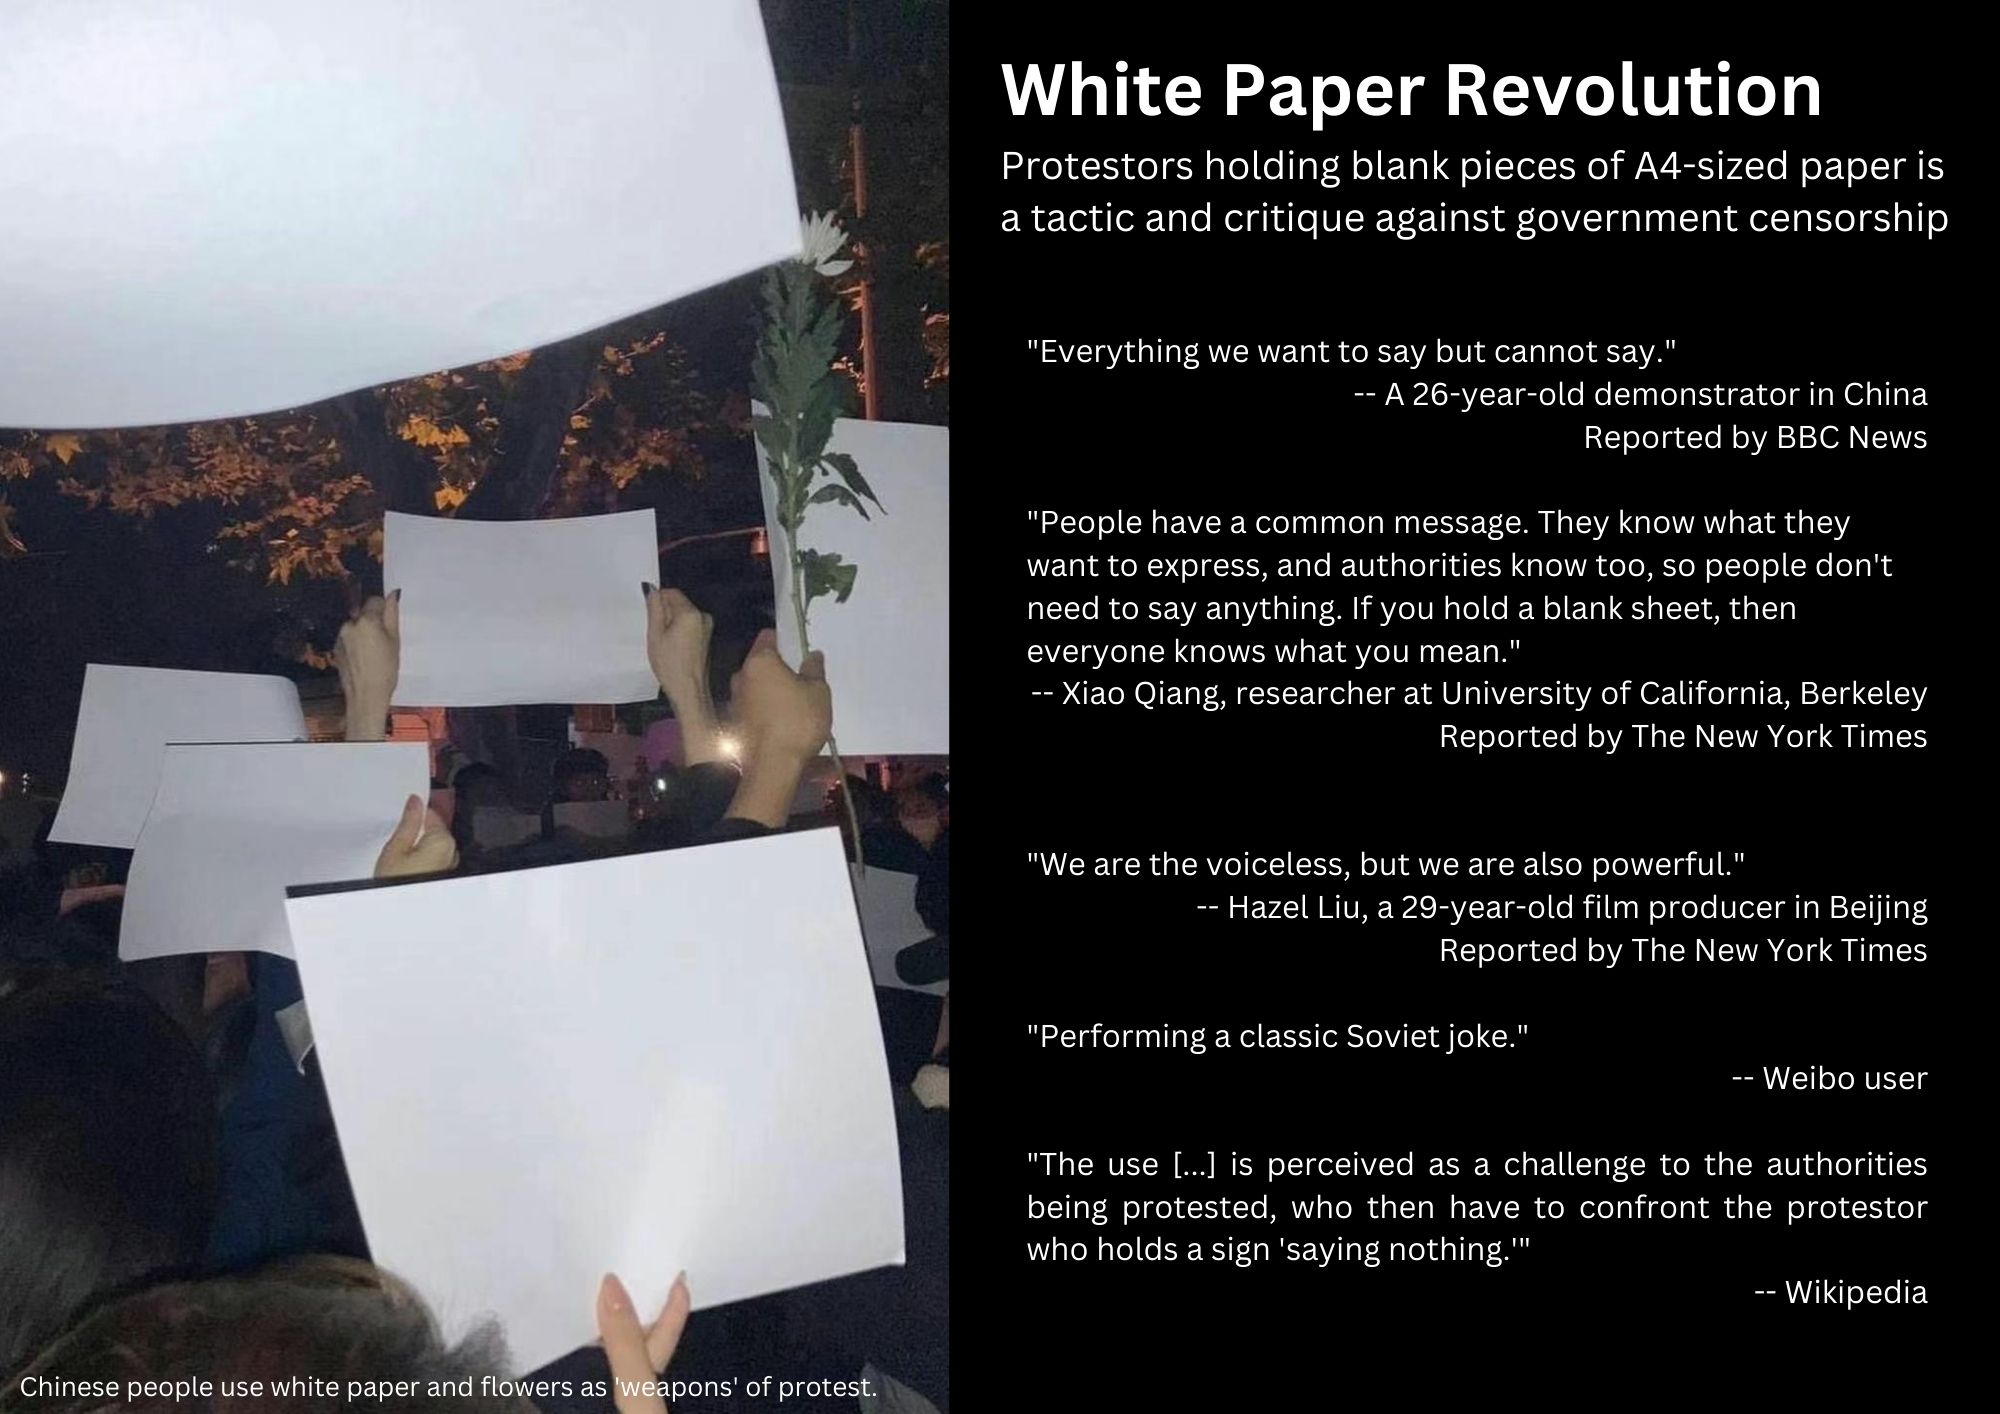 White Paper Revolution
Protestors holding blank pieces of A4-sized paper is
a tactic and critique against government censorship
"Everything we want to say but cannot say."
-- A 26-year-old demonstrator in China
Reported by BBC News
"People have a common message. They know what they
want to express, and authorities know too, so people don't
need to say anything. If you hold a blank sheet, then
everyone knows what you mean."
-- Xiao Qiang, researcher at University of California, Berkeley
Reported by The New York Times
"We are the voiceless, but we are also powerful."
-- Hazel Liu, a 29-year-old film producer in Beijing
Reported by The New York Times
"Performing a classic Soviet joke."
-- Weibo user
"The use [...] is perceived as a challenge to the authorities
being protested, who then have to confront the protestor
who holds a sign 'saying nothing.'"
-- Wikipedia
Chinese people use white paper and flowers as 'weapons' of protest.